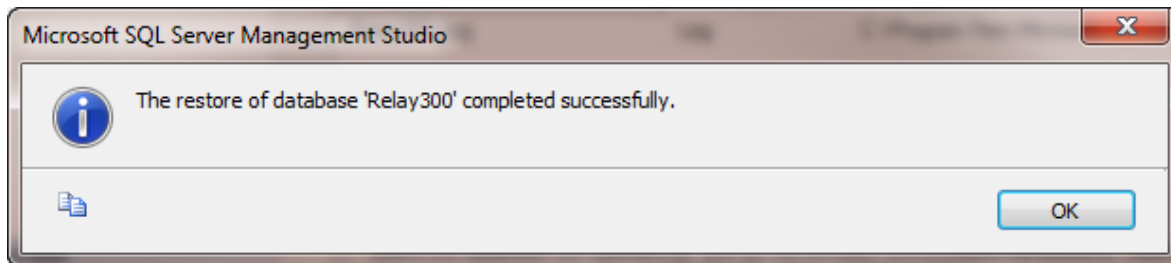 Microsoft SQL Server Management Studio
The restore of database 'Relay300' completed successfully.
OK